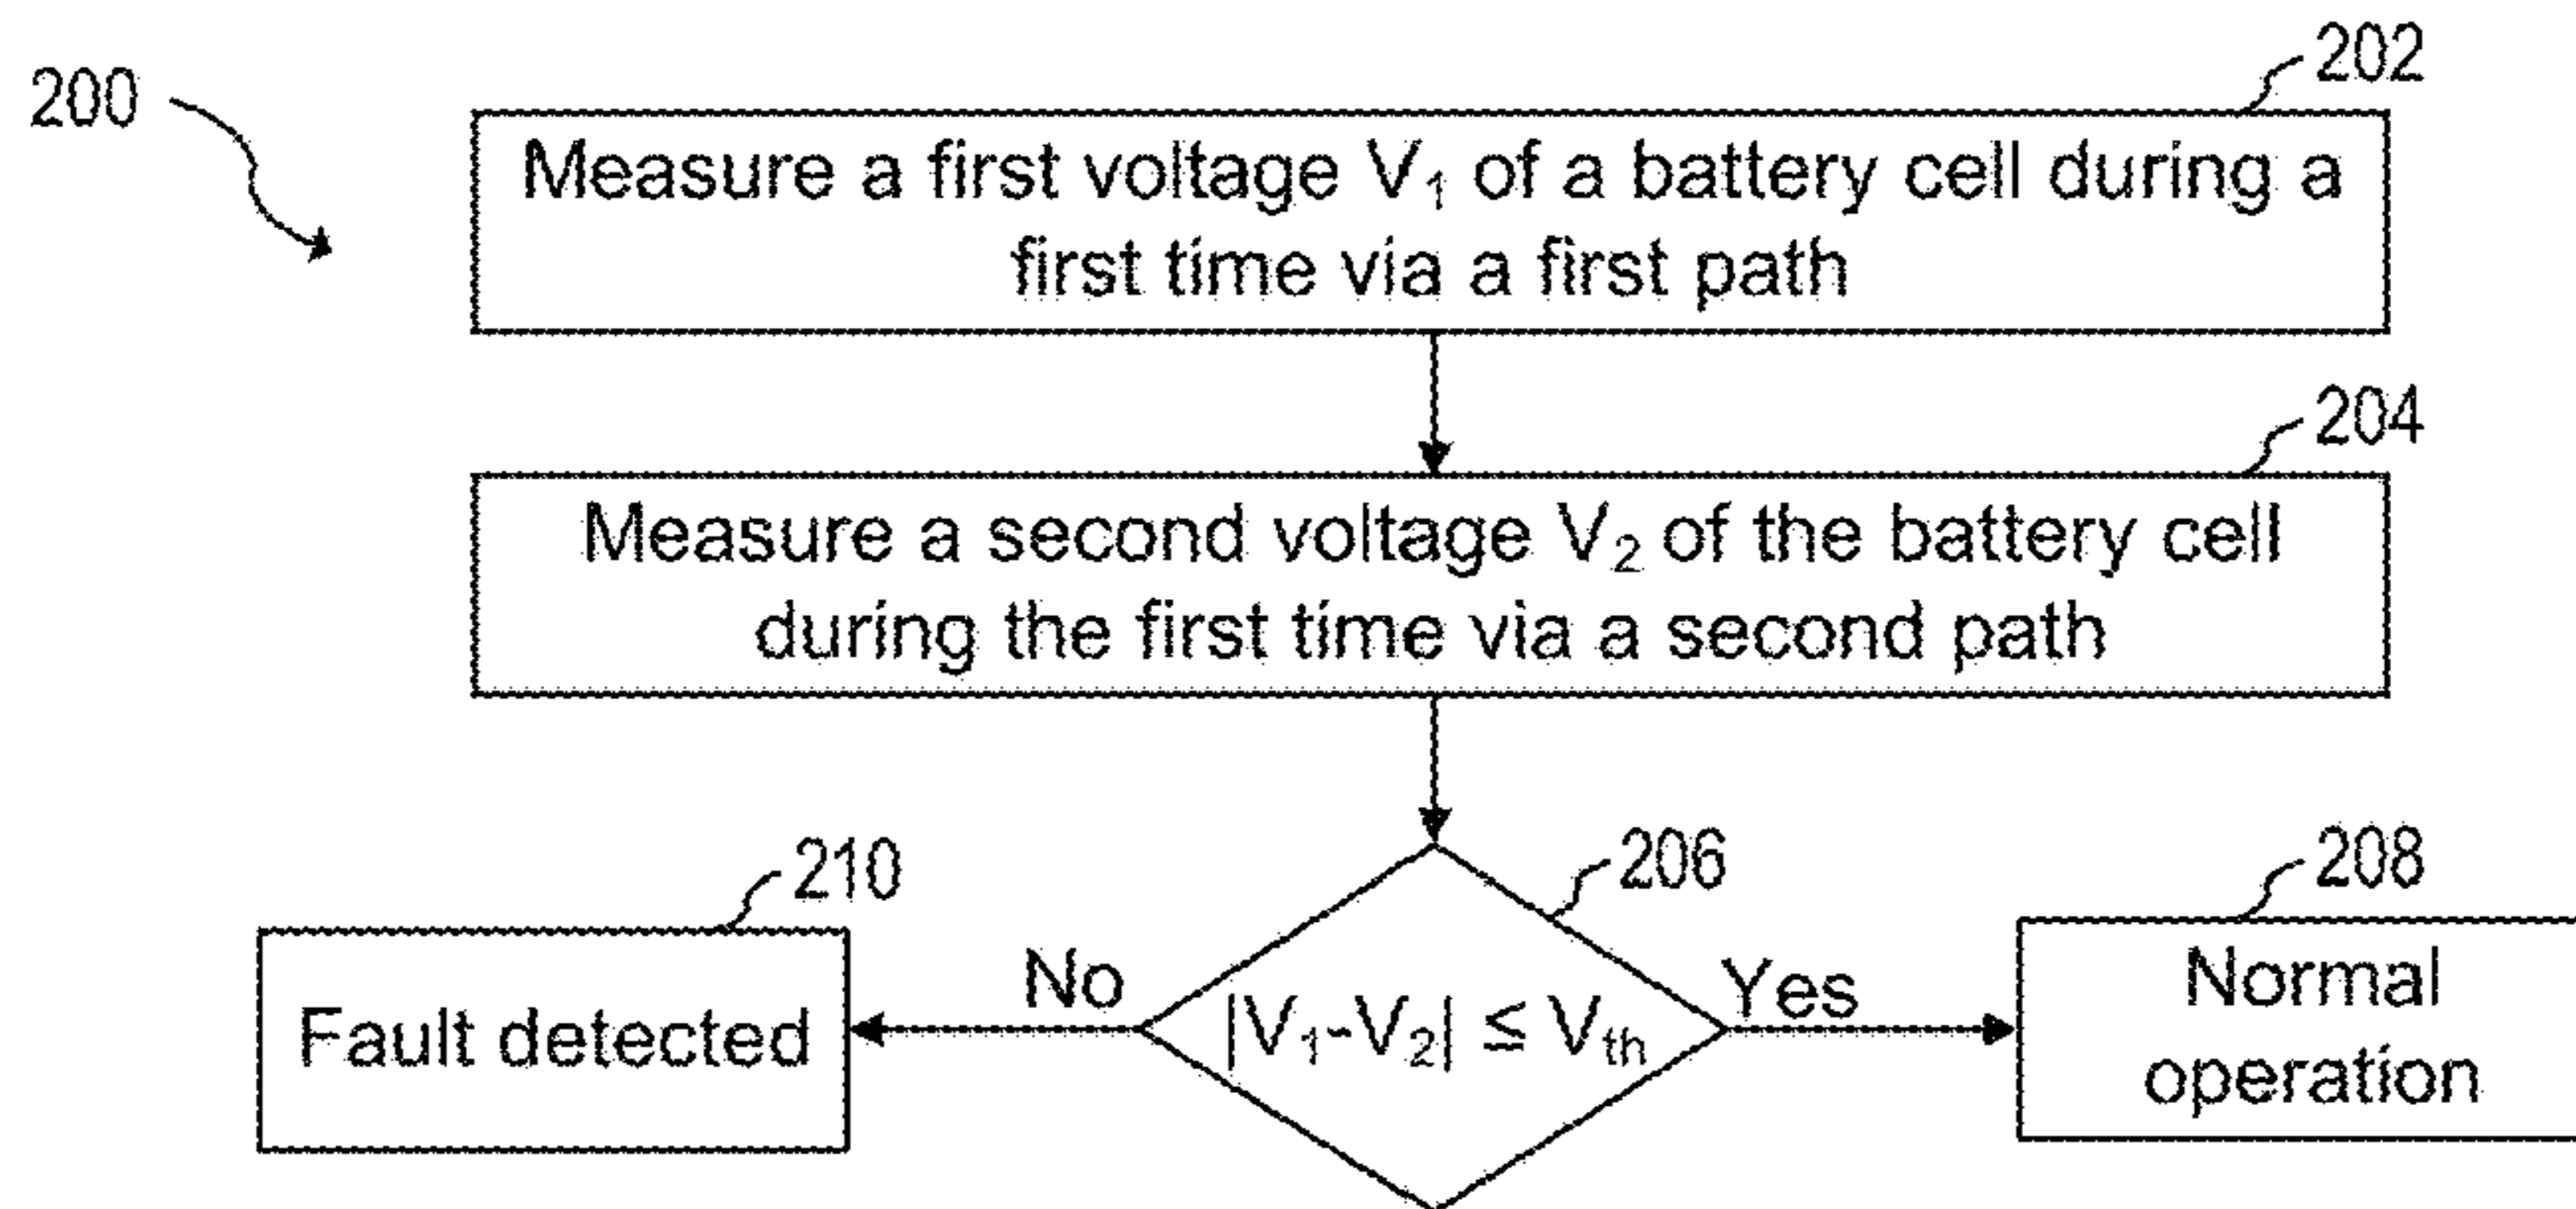 200
202
Measure a first voltage V₁ of a battery cell during a
first time via a first path
204
Measure a second voltage V₂ of the battery cell
during the first time via a second path
210
206
208
Fault detected
No
|V₁-V₂| ≤ Vₜₕ
Yes
Normal
operation